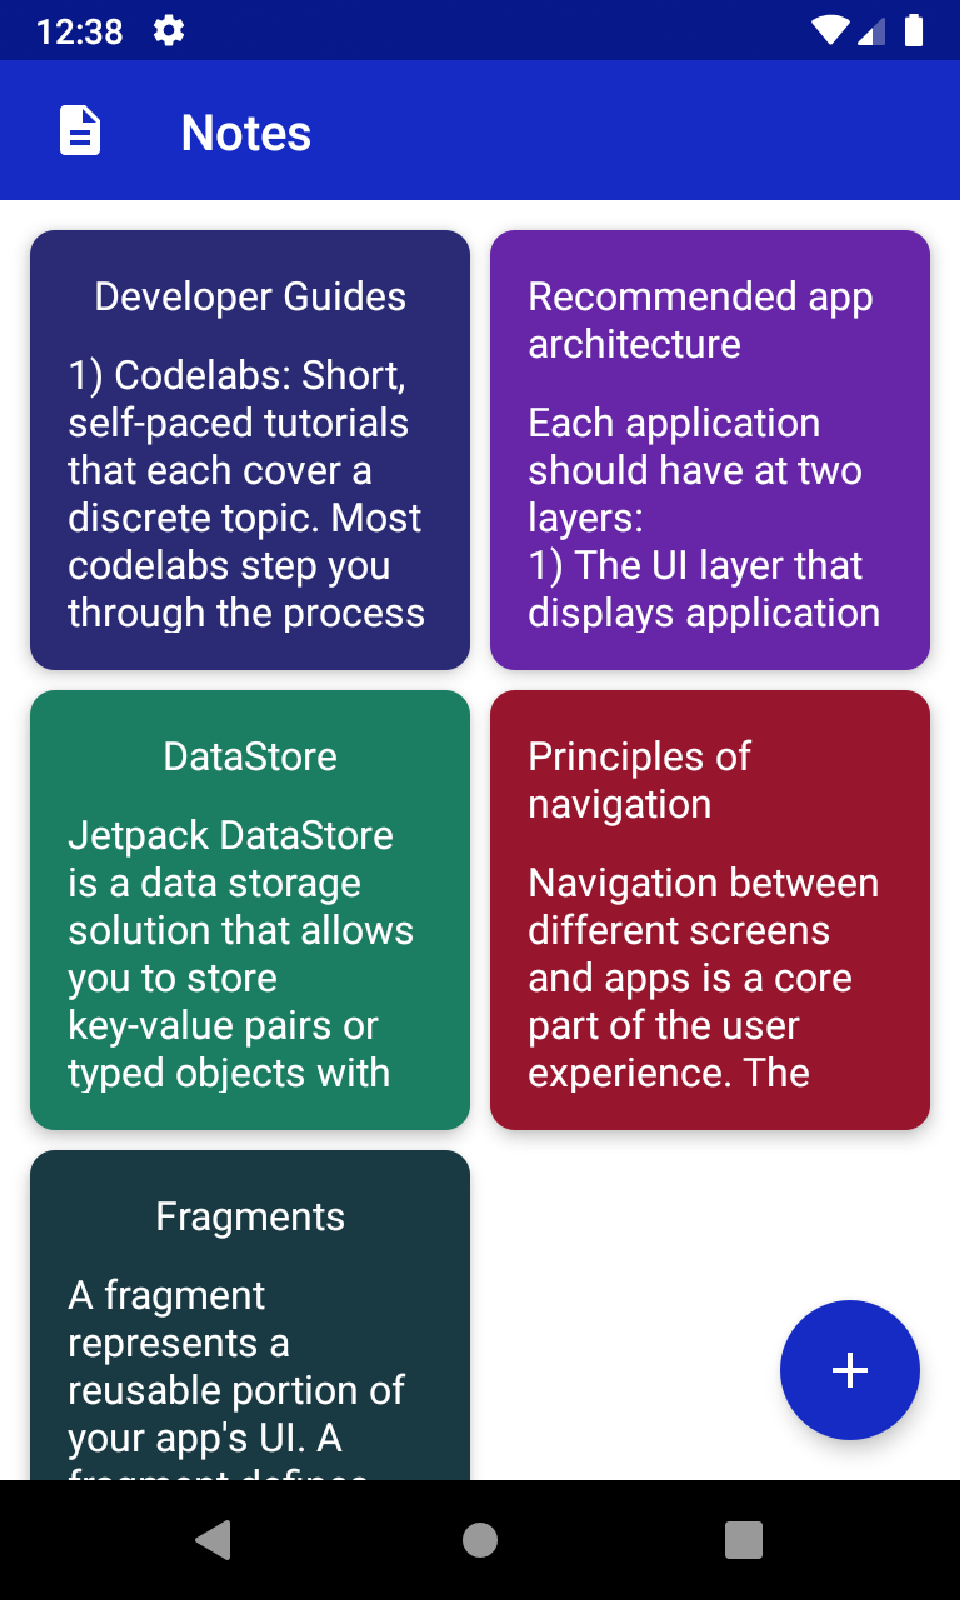 12:38
Notes
Developer Guides
1) Codelabs: Short,
self-paced tutorials
that each cover a
discrete topic. Most
codelabs step you
through the process
Recommended app
architecture
Each application
should have at two
layers:
1) The UI layer that
displays application
DataStore
Jetpack DataStore
is a data storage
solution that allows
you to store
key-value pairs or
typed objects with
Principles of
navigation
Navigation between
different screens
and apps is a core
part of the user
experience. The
Fragments
A fragment
represents a
reusable portion of
your app's UI. A
fragment defines